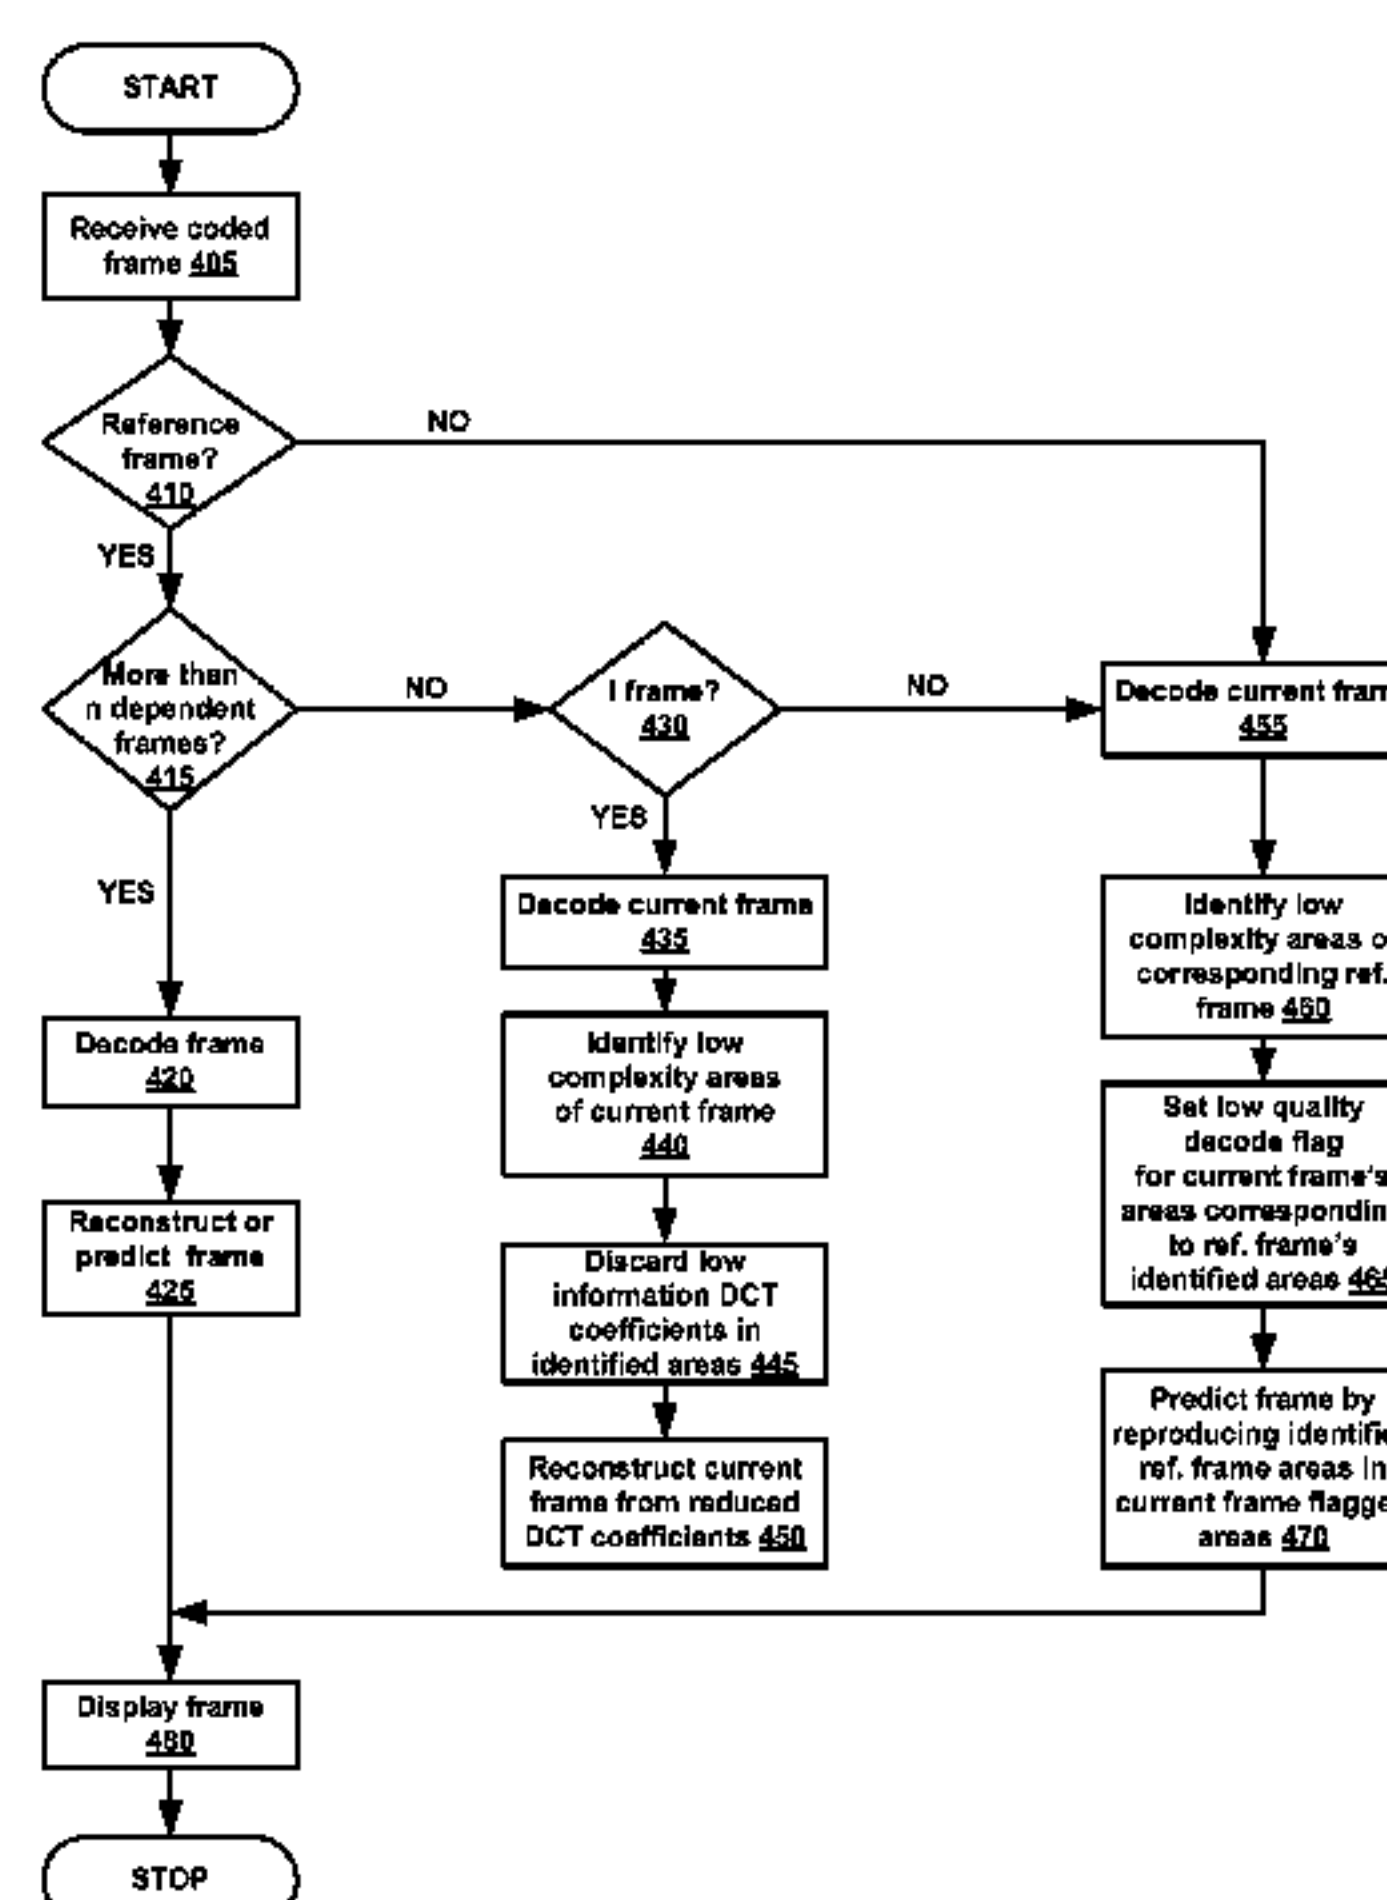 START
Receive coded
frame 405
Reference
frame?
410
NO
YES
More than
n dependent
frames?
415
NO
I frame?
430
NO
Decode current
455
YES
YES
Decode current frame
435
Identify low
complexity areas
corresponding ref.
frame 460
Decode frame
420
Identify low
complexity areas
of current frame
440
Set low quality
decode flag
for current frame's
areas
to ref. frame's
identified areas
Reconstruct or
predict frame
425
Discard low
information DCT
coefficients in
identified areas 445
Predict frame by
reproducing
ref. frame areas in
current frame
areas 470
Reconstruct current
frame from reduced
DCT coefficients 450
Display frame
480
STOP